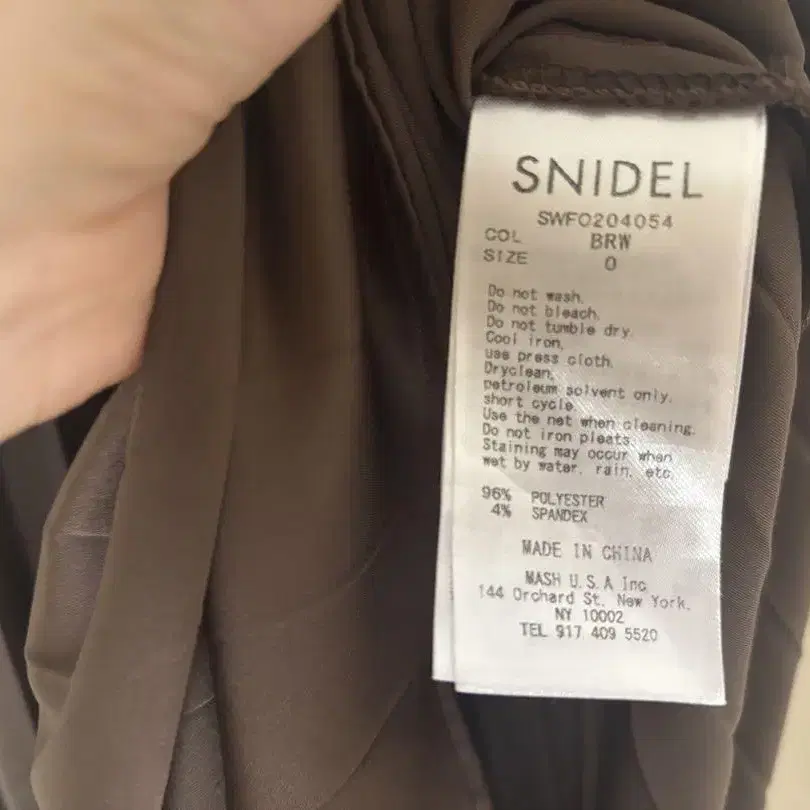 SNIDEL
SWFO204054
COL BRW
SIZE 0
Do not wash.
Do not bleach.
Do not tumble dry.
Cool iron,
use press cloth.
Dryclean,
petroleum solvent only,
short cycle.
Use the net when cleaning.
Do not iron pleats.
Staining may occur when
wet by water, rain, etc.
96% POLYESTER
4% SPANDEX
MADE IN CHINA
MASH U.S.A Inc
144 Orchard St. New York,
NY 10002
TEL 917 409 5520